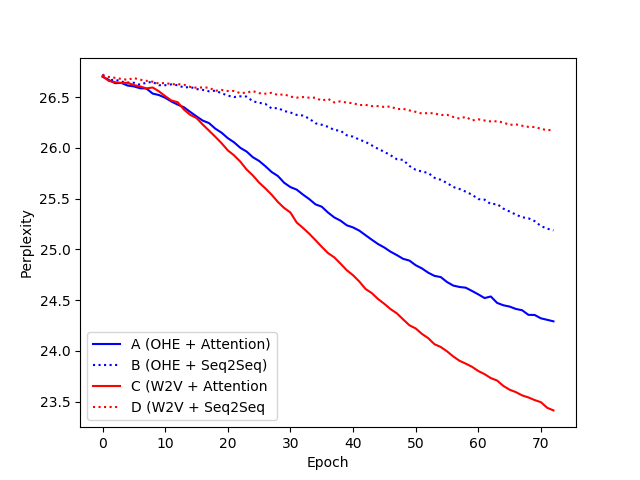 26.5
26.0
25.5
25.0
24.5
24.0
23.5
Perplexity
A (OHE + Attention)
B (OHE + Seq2Seq)
C (W2V + Attention
D (W2V + Seq2Seq
0 10 20 30 40 50 60 70
Epoch